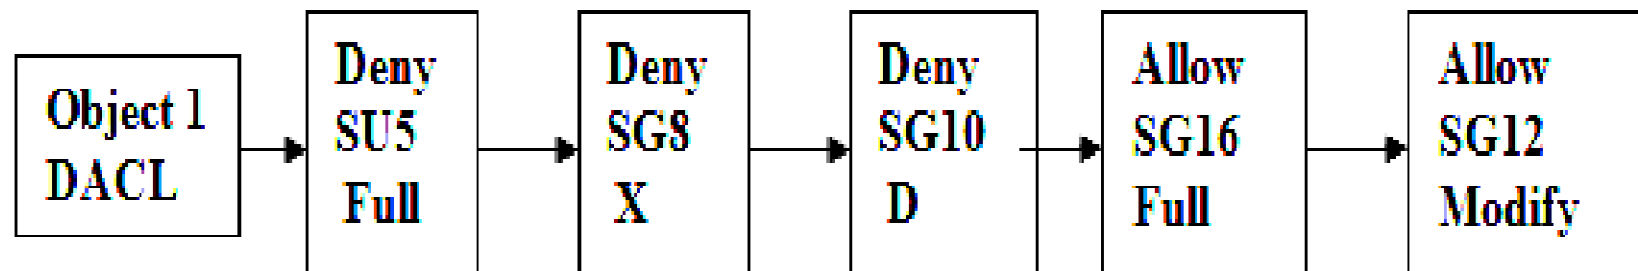 Object 1
DACL
Deny
SU5
Full
Deny
SG8
X
Deny
SG10
D
Allow
SG16
Full
Allow
SG12
Modify